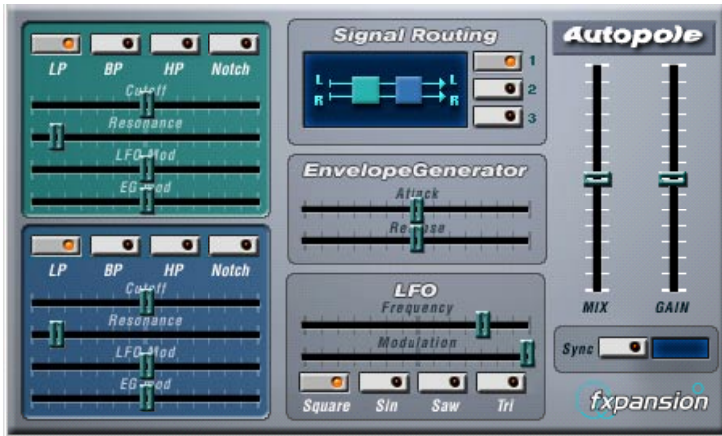 LP BP HP Notch
Cutoff
Resonance
LFO Mod
EG mod
LP BP HP Notch
Cutoff
Resonance
LFO Mod
EG mod
Signal Routing
L L
R R
1
2
3
EnvelopeGenerator
Attack
Release
LFO
Frequency
Modulation
Square Sin Saw Tri
Autopole
MIX GAIN
Sync
fxpansion